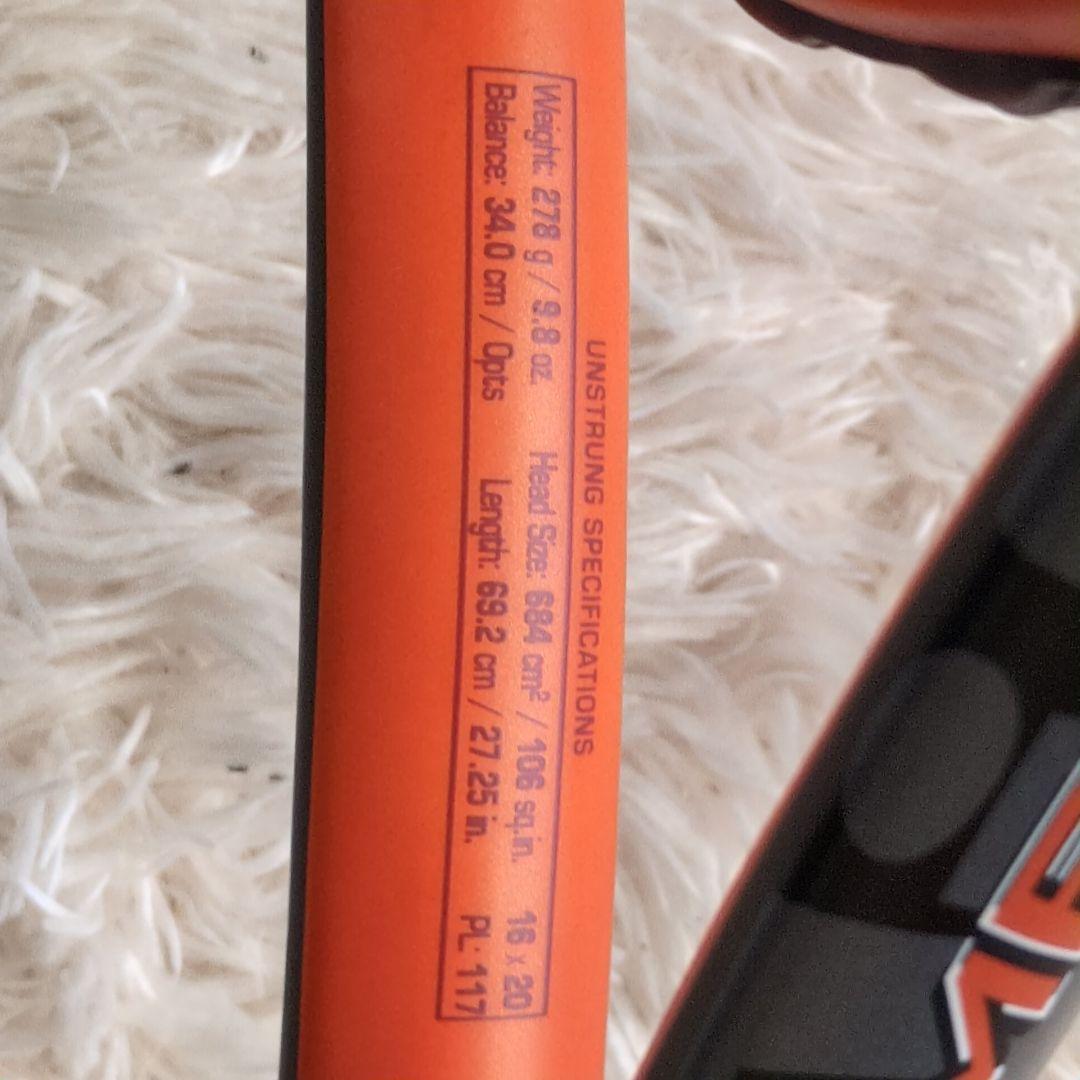 UNSTRUNG SPECIFICATIONS
Weight: 278 g / 9.8 oz. Head Size: 684 cm² / 106 sq.in. 16 x 20
Balance: 34.0 cm / 0pts Length: 69.2 cm / 27.25 in. PL: 117